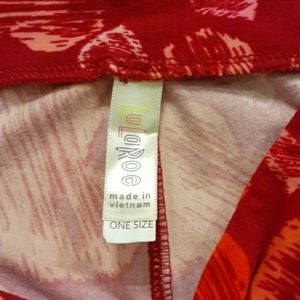 LuLaRoe
made in
vietnam
ONE SIZE